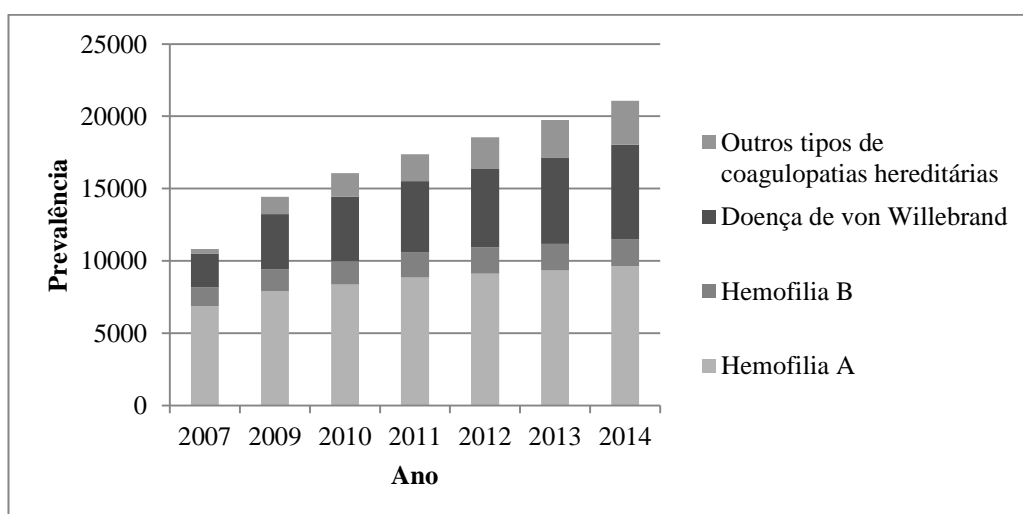 25000
20000
15000
10000
5000
0
Prevalência
2007 2009 2010 2011 2012 2013 2014
Ano
Outros tipos de
coagulopatias hereditárias
Doença de von Willebrand
Hemofilia B
Hemofilia A